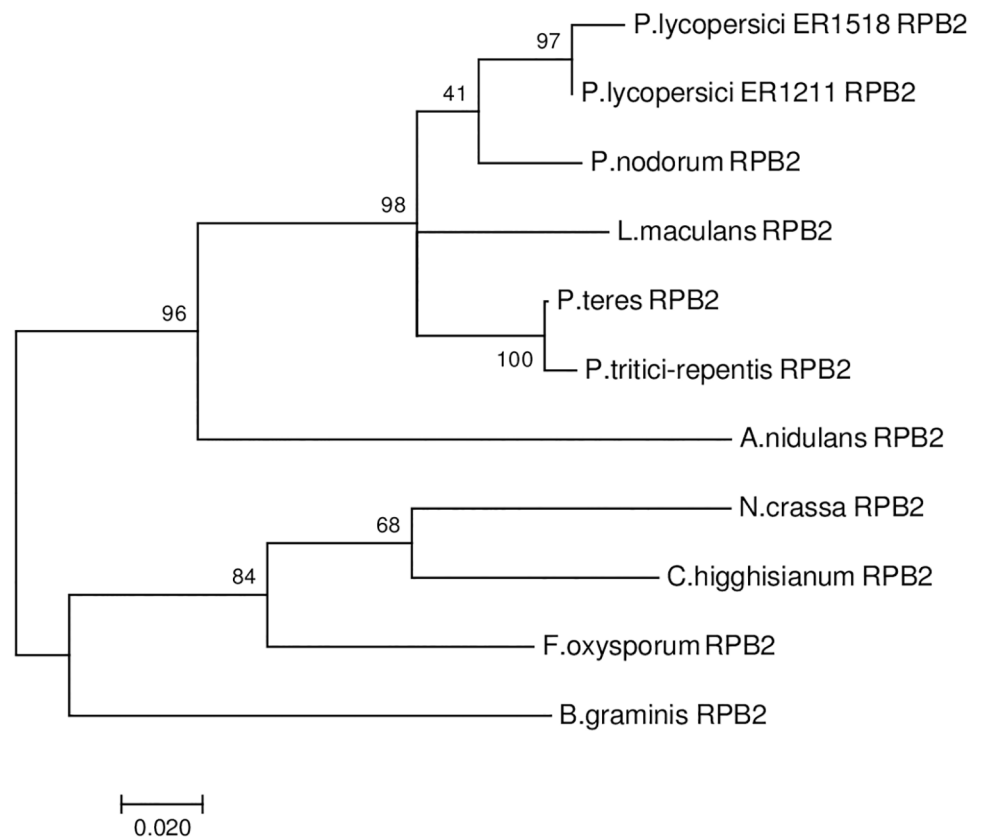 P.lycopersici ER1518 RPB2
97
P.lycopersici ER1211 RPB2
41
P.nodorum RPB2
98
L.maculans RPB2
P.teres RPB2
96
100
P.tritici-repentis RPB2
A.nidulans RPB2
N.crassa RPB2
68
C.higghisianum RPB2
84
F.oxysporum RPB2
B.graminis RPB2
0.020